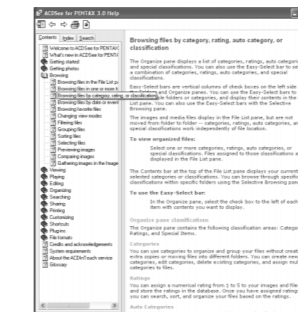 ACDSee for PENTAX 3.0 Help
Contents Index Search
Welcome to ACDSee for PENTAX
What's new in ACDSee for PENTAX
Getting started
Getting photos
Browsing
Browsing files in the File List pa
Browsing files in one or more f
Browsing files by category, rating, or classification
Browsing files by date or event
Browsing favorite files
Changing view modes
Filtering files
Grouping files
Sorting files
Selecting files
Previewing images
Comparing images
Gathering images in the Image
Viewing
Playing
Editing
Organizing
Searching
Sharing
Printing
Customizing
Shortcuts
Plug-ins
File formats
Credits and acknowledgements
System requirements
About the ACDInTouch service
Glossary
Browsing files by category, rating, auto category, or
classification
The Organize pane displays a list of categories, ratings, auto categori
and special classifications. You can also use the Easy-Select bar to se
a combination of categories, ratings, auto categories, and special
classifications.
Easy-Select bars are vertical columns of check boxes on the left side
and Organize panes. You can use the Easy-Select bars to
folders or categories, and display their contents in the
List pane. You can also use the Easy-Select bars with the Selective
Browsing pane.
The images and media files display in the File List pane, but are not
moved from folder to folder — categories, ratings, auto categories, an
special classifications work independently of file location.
To view organized files:
Select one or more categories, ratings, auto categories, or
special classifications. Files assigned to those classifications a
displayed in the File List pane.
The Contents bar at the top of the File List pane displays your current
selected categories or classifications. You can browse through specific
classifications within specific folders using the Selective Browsing pane
To use the Easy-Select bar:
In the Organize pane, select the check box to the left of each
item with contents you want to display.
Organize pane classifications
The Organize pane contains the following classification areas: Catego
Ratings, and Special Items.
Categories
You can use categories to organize and group your files without creat
extra copies or moving files into different folders. You can create new
categories, edit categories, delete existing categories, and assign mul
categories to files.
Ratings
You can assign a numerical rating from 1 to 5 to your images and file
and store the ratings in the database. Once you have assigned rating
you can search, sort, and organize your files based on the ratings.
Auto Categories